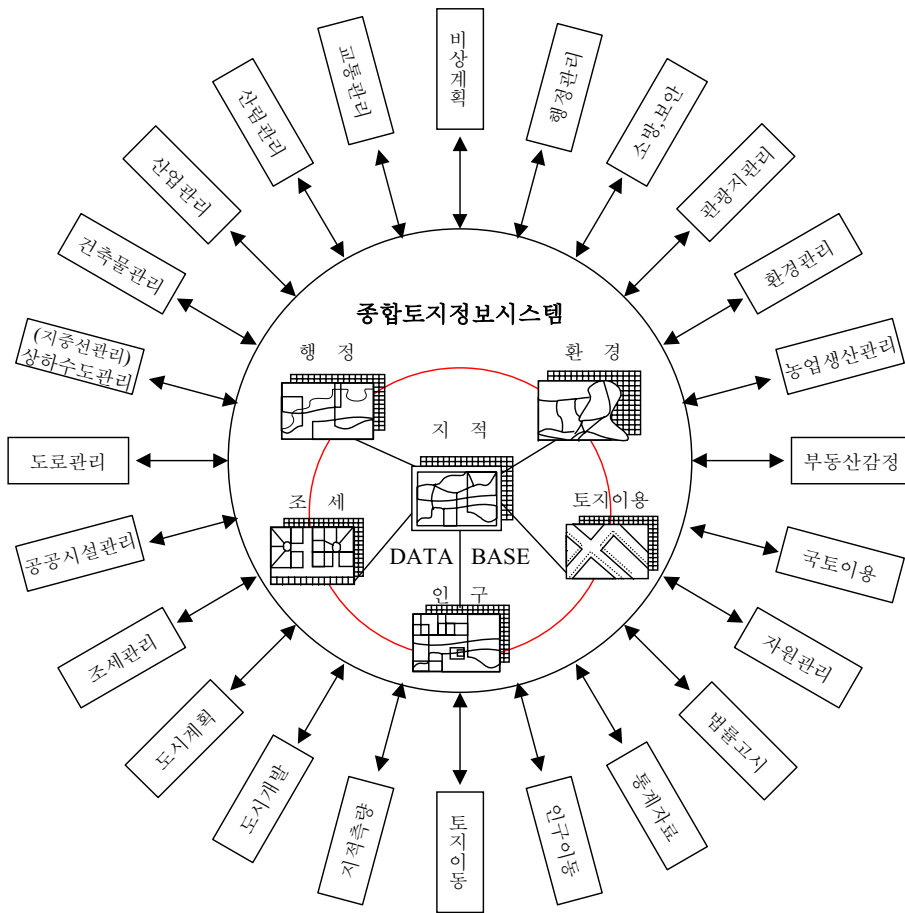 비상계획
행정관리
소방,보안
관광지관리
환경관리
농업생산관리
부동산감정
국토이용
자원관리
법률고시
통계자료
인구이동
토지이동
지적측량
도시개발
도시계획
조세관리
공공시설관리
도로관리
(지중선관리)
상하수도관리
건축물관리
산업관리
산림관리
교통관리
종합토지정보시스템
행 정
환 경
지 적
조 세
토지이용
DATA BASE
인 구